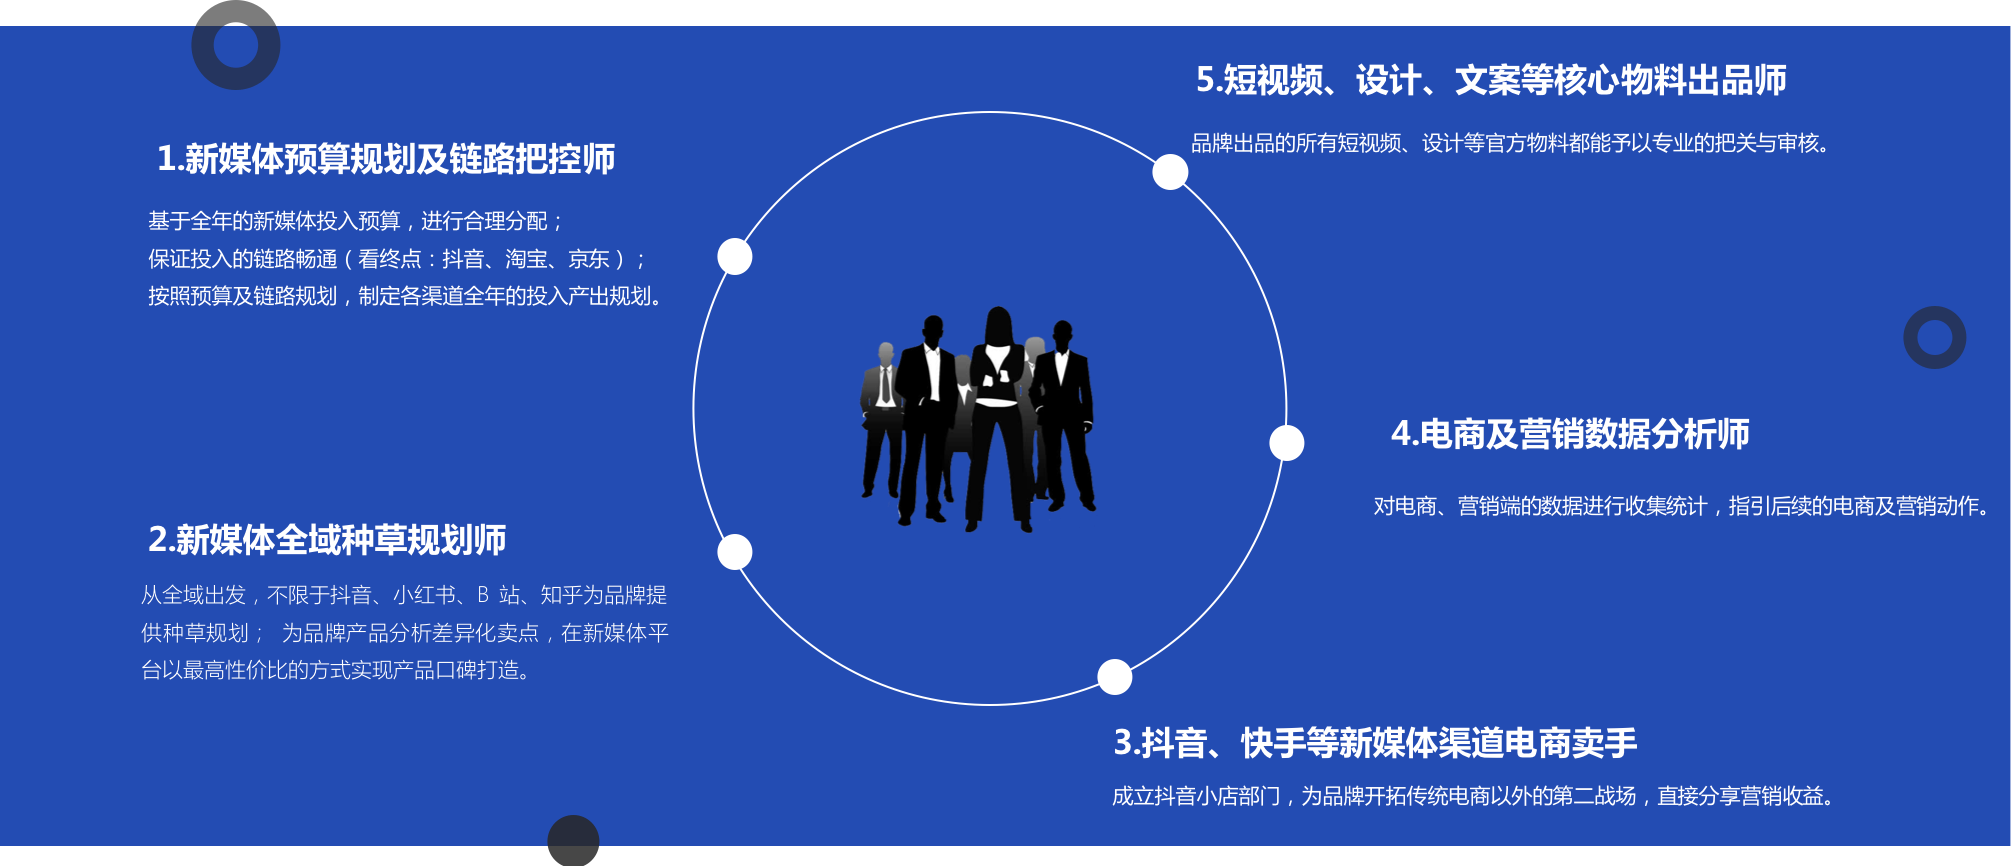 1.新媒体预算规划及链路把控师
基于全年的新媒体投入预算，进行合理分配；
保证投入的链路畅通（看终点：抖音、淘宝、京东）；
按照预算及链路规划，制定各渠道全年的投入产出规划。
2.新媒体全域种草规划师
从全域出发，不限于抖音、小红书、B 站、知乎为品牌提
供种草规划； 为品牌产品分析差异化卖点，在新媒体平
台以最高性价比的方式实现产品口碑打造。
3.抖音、快手等新媒体渠道电商卖手
成立抖音小店部门，为品牌开拓传统电商以外的第二战场，直接分享营销收益。
4.电商及营销数据分析师
对电商、营销端的数据进行收集统计，指引后续的电商及营销动作。
5.短视频、设计、文案等核心物料出品师
品牌出品的所有短视频、设计等官方物料都能予以专业的把关与审核。